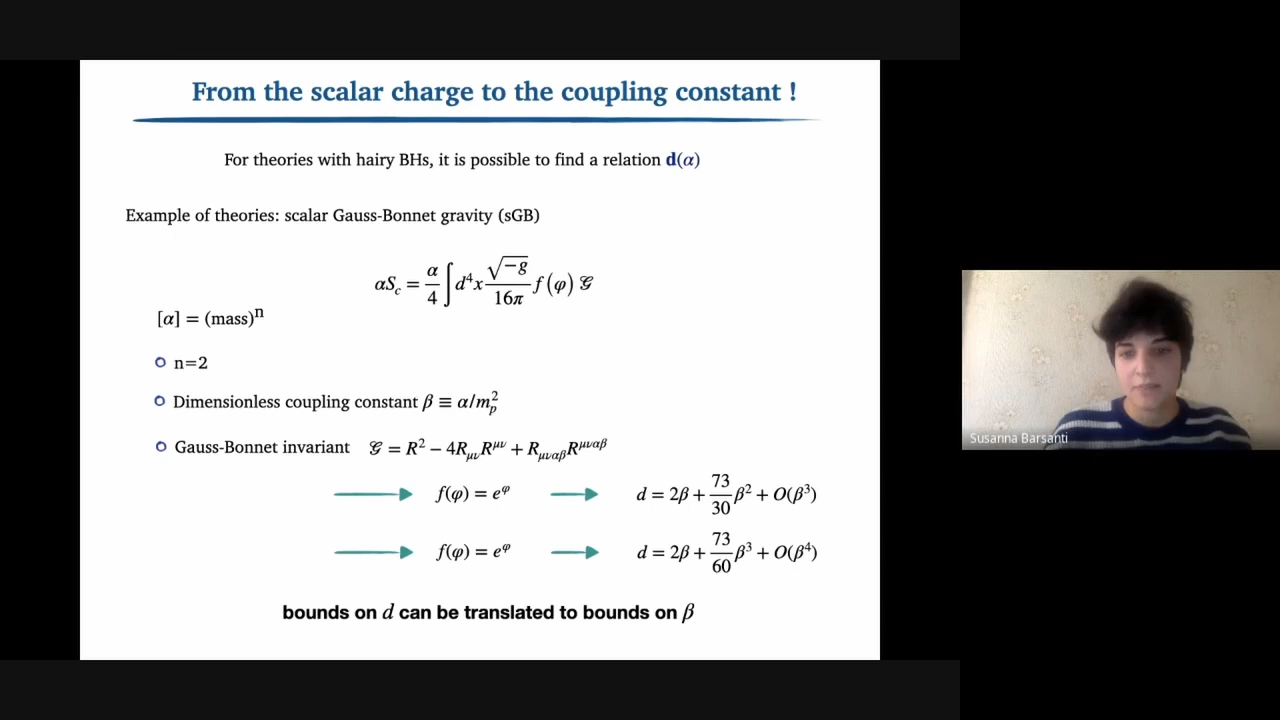 From the scalar charge to the coupling constant !
For theories with hairy BHs, it is possible to find a relation d(α)
Example of theories: scalar Gauss-Bonnet gravity (sGB)
αS_c = α/4 ∫ d⁴x √−g/16π f(φ) 𝒢
[α] = (mass)ⁿ
n=2
Dimensionless coupling constant β ≡ α/m_p²
Gauss-Bonnet invariant 𝒢 = R² − 4R_μν R^μν + R_μναβ R^μναβ
f(φ) = e^φ d = 2β + 73/30 β² + O(β³)
f(φ) = e^φ d = 2β + 73/60 β³ + O(β⁴)
bounds on d can be translated to bounds on β
Susanna Barsanti